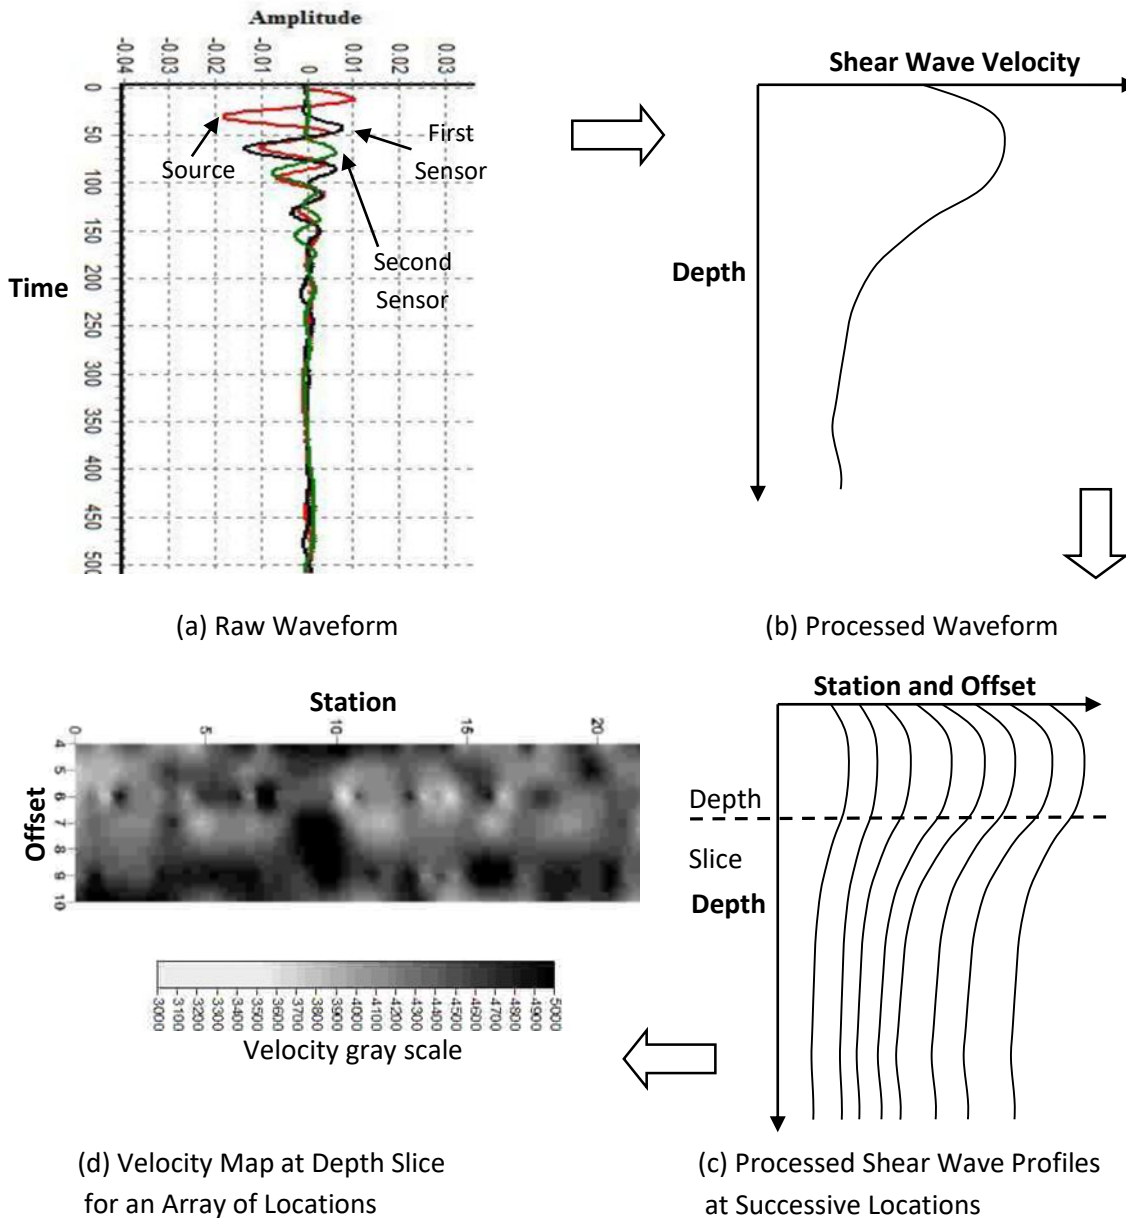 Amplitude
-0.04
-0.03
-0.02
-0.01
0
0.01
0.02
0.03
0
50
100
150
200
250
300
350
400
450
500
Time
Source
First
Sensor
Second
Sensor
(a) Raw Waveform
Shear Wave Velocity
Depth
(b) Processed Waveform
Station
0
5
10
15
20
Offset
4
5
6
7
8
9
10
3000
3100
3200
3300
3400
3500
3600
3700
3800
3900
4000
4100
4200
4300
4400
4500
4600
4700
4800
4900
5000
Velocity gray scale
(d) Velocity Map at Depth Slice
for an Array of Locations
Station and Offset
Depth
Slice
Depth
(c) Processed Shear Wave Profiles
at Successive Locations